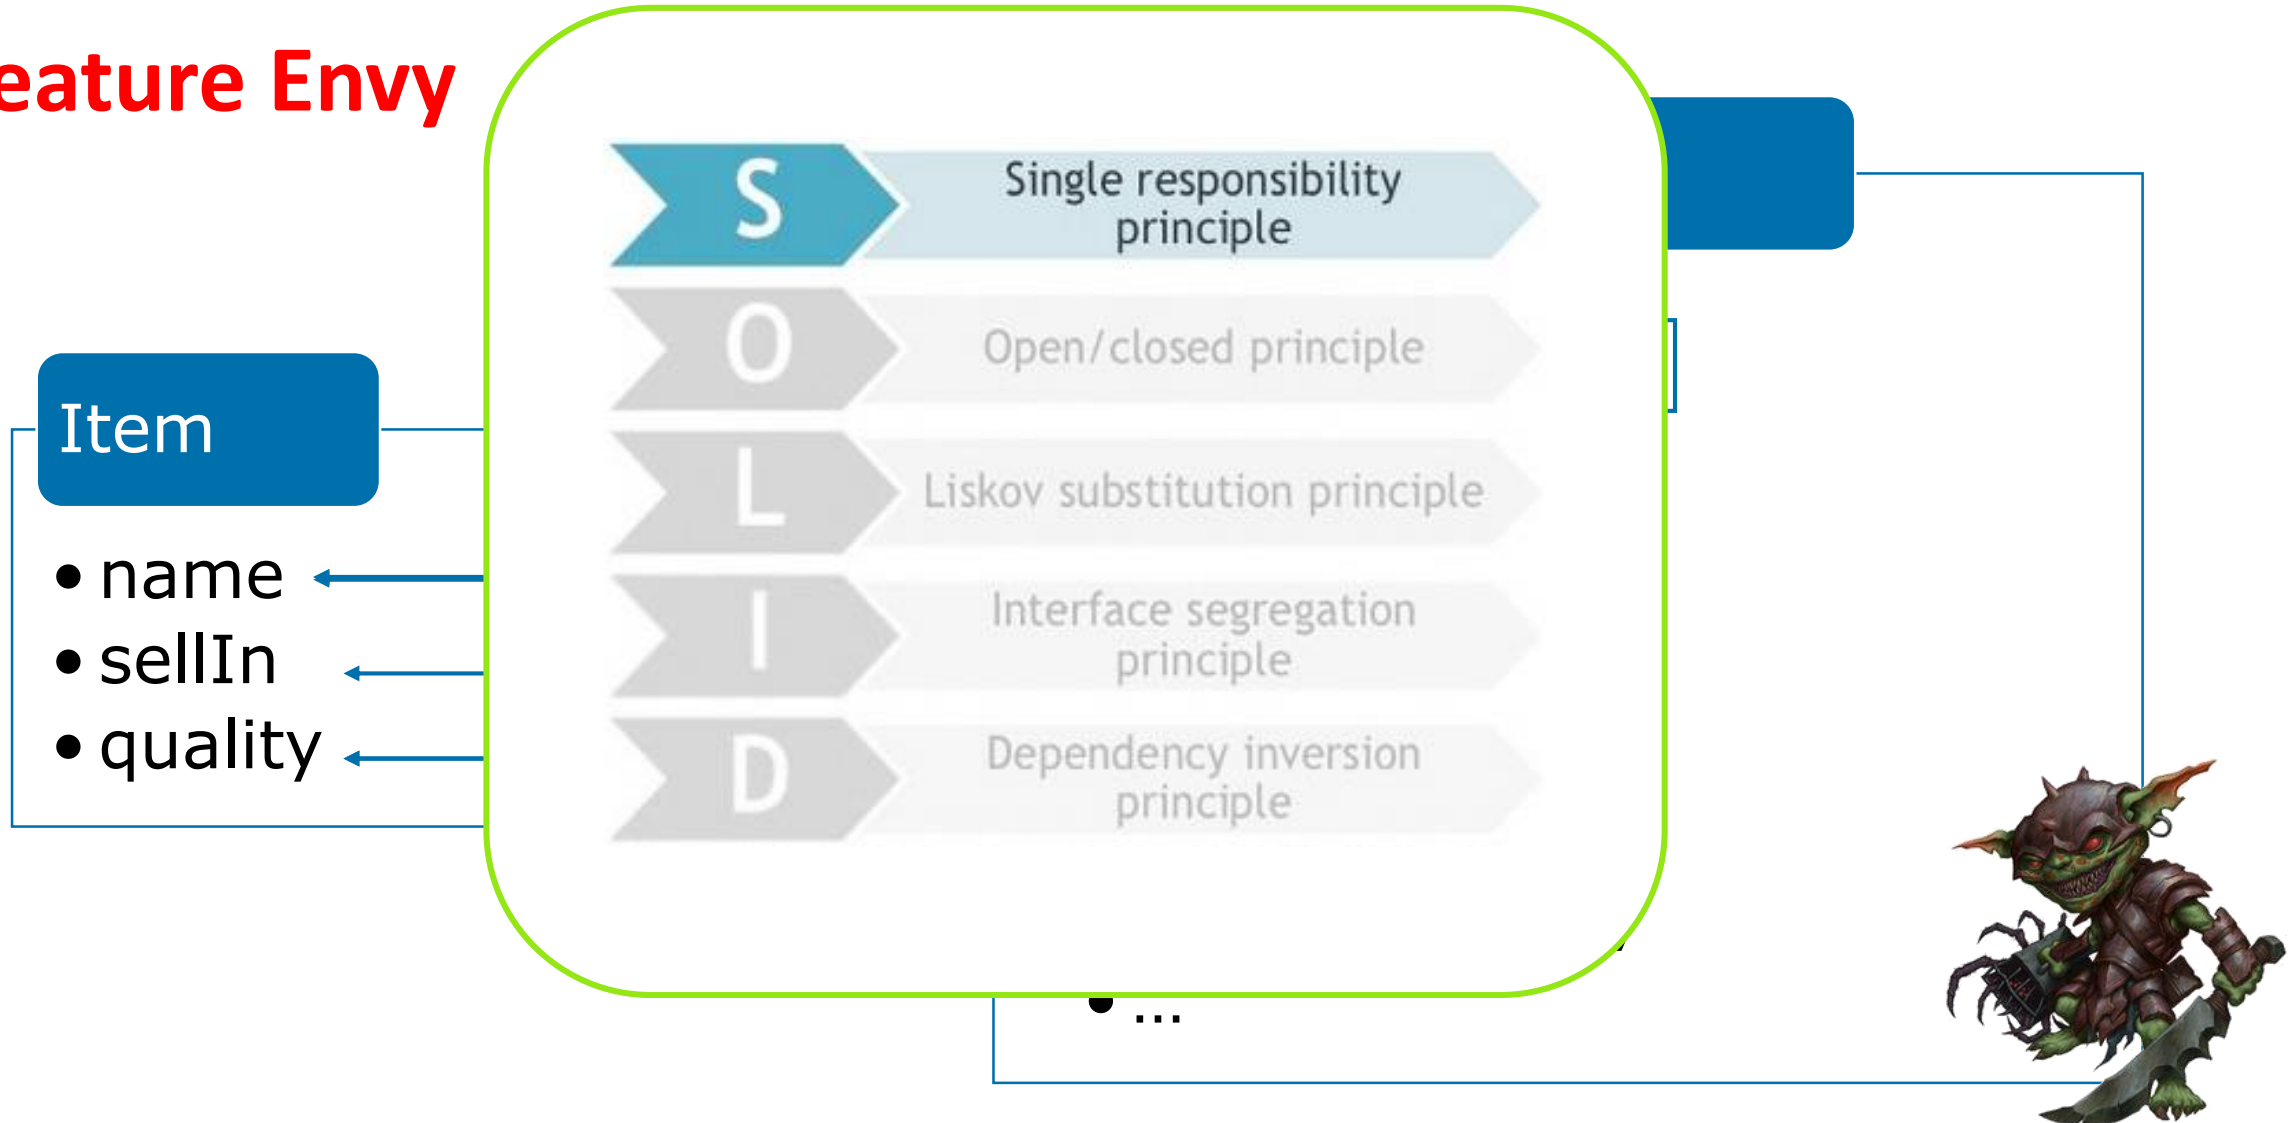 eature Envy
S
Single responsibility
principle
O
Open/closed principle
L
Liskov substitution principle
I
Interface segregation
principle
D
Dependency inversion
principle
Item
• name
• sellIn
• quality
• ...